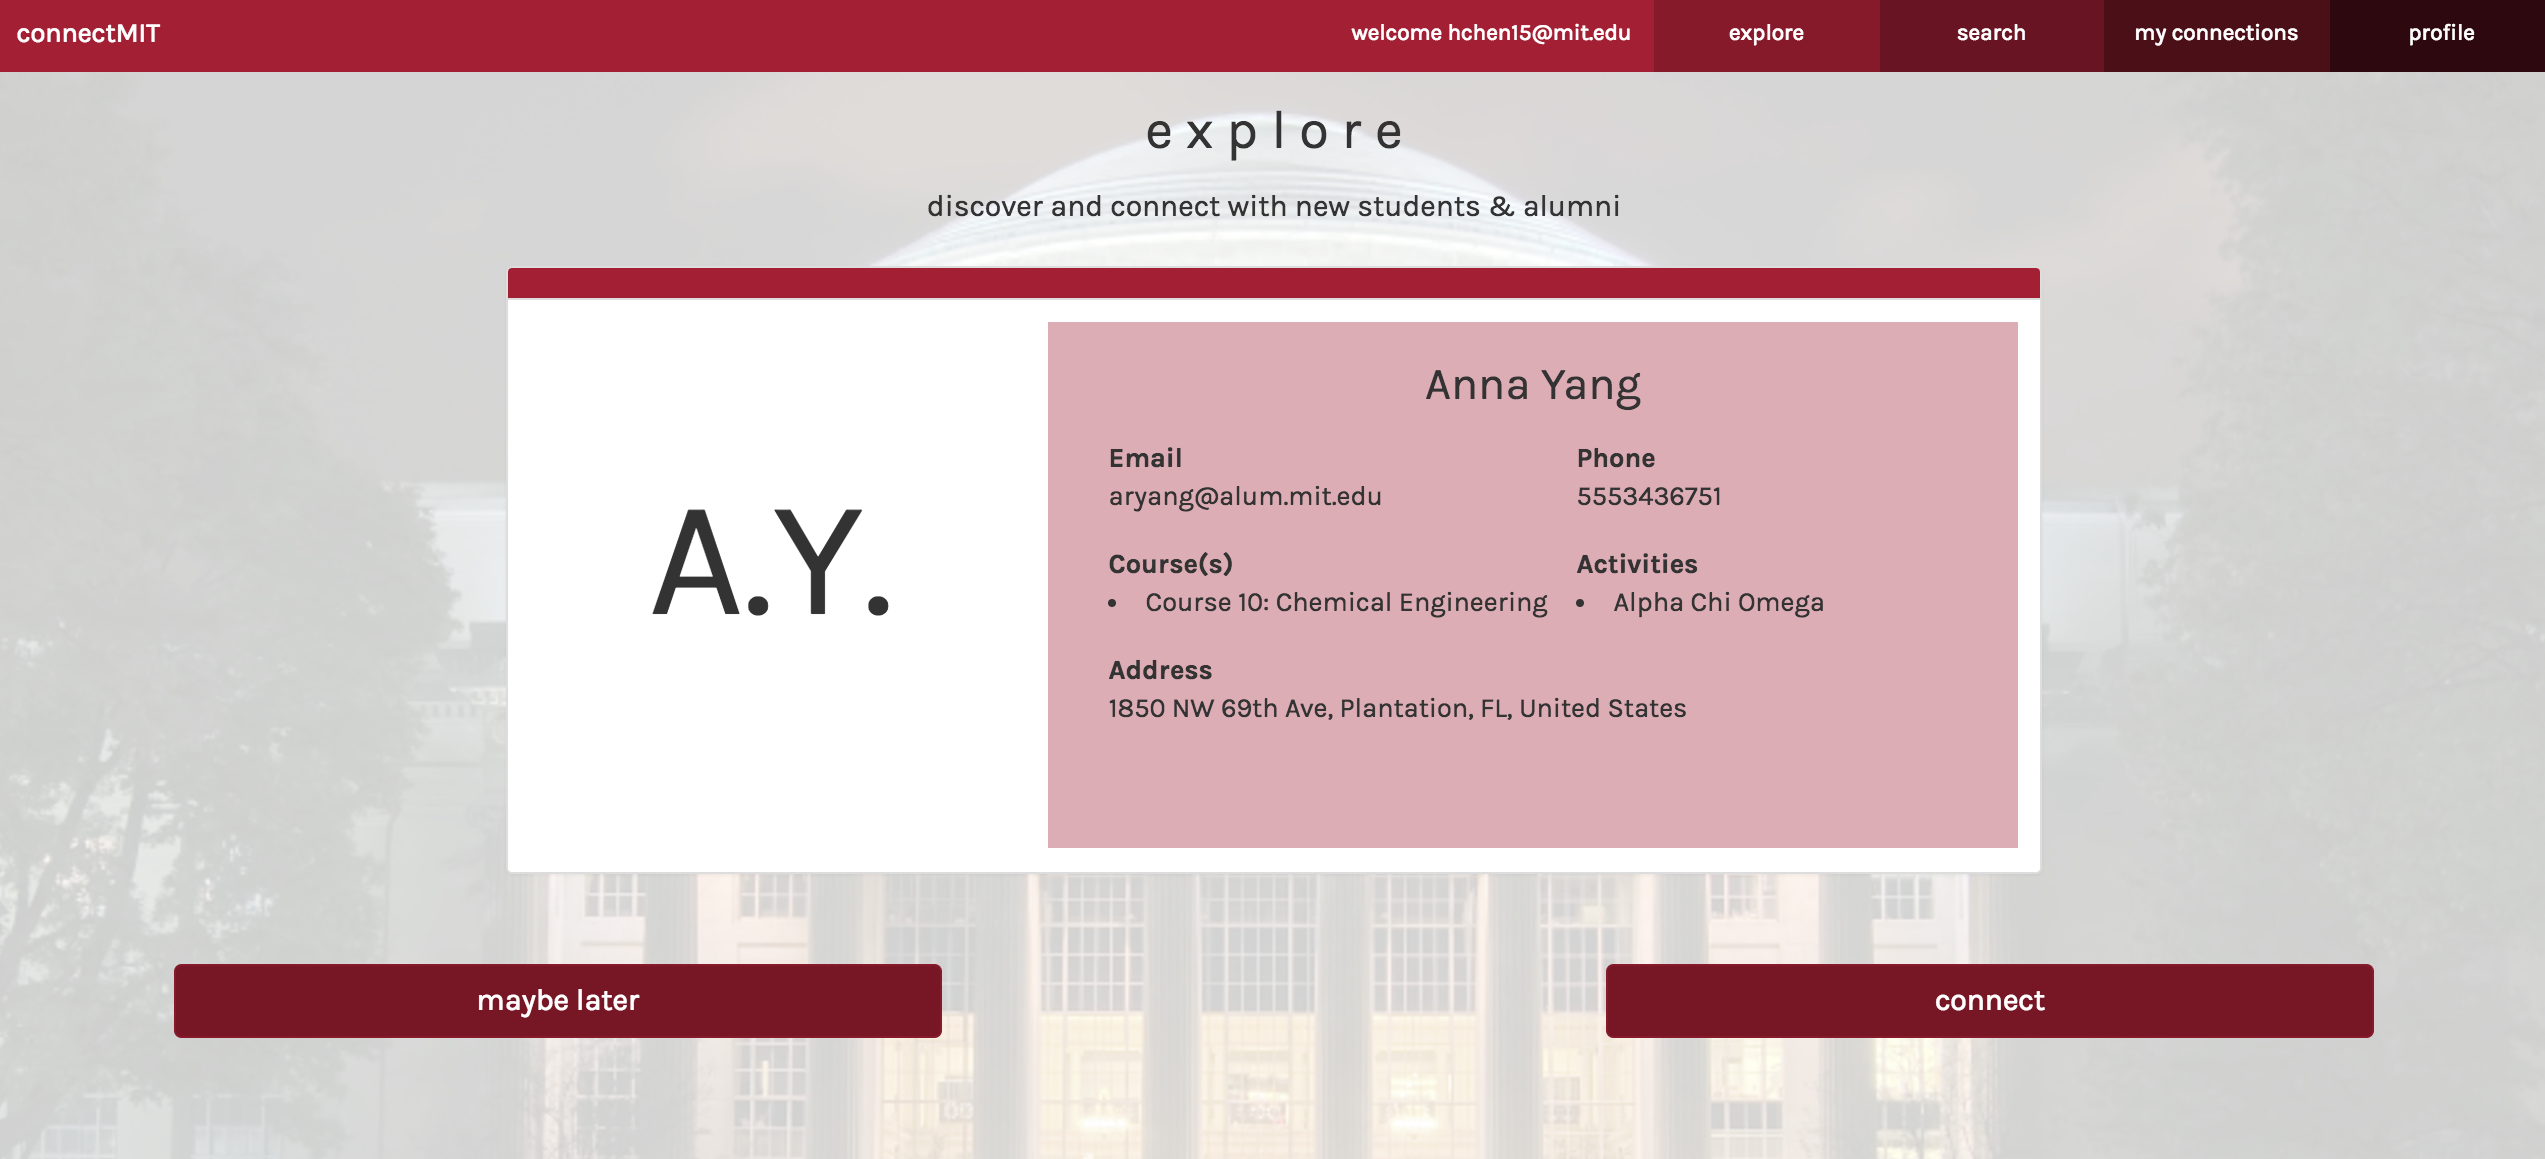 connectMIT
welcome hchen15@mit.edu
explore
search
my connections
profile
explore
discover and connect with new students & alumni
A.Y.
Anna Yang
Email
aryang@alum.mit.edu
Phone
5553436751
Course(s)
• Course 10: Chemical Engineering
Activities
• Alpha Chi Omega
Address
1850 NW 69th Ave, Plantation, FL, United States
maybe later
connect